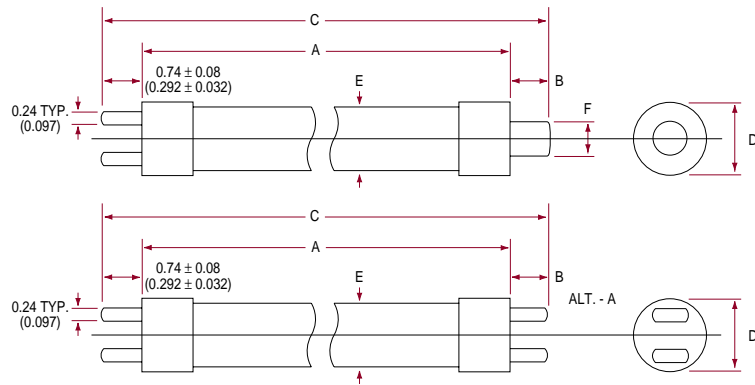 C
A
0.74 ± 0.08
(0.292 ± 0.032)
E
B
0.24 TYP.
(0.097)
F
D
C
A
0.74 ± 0.08
(0.292 ± 0.032)
E
B
ALT. - A
0.24 TYP.
(0.097)
D